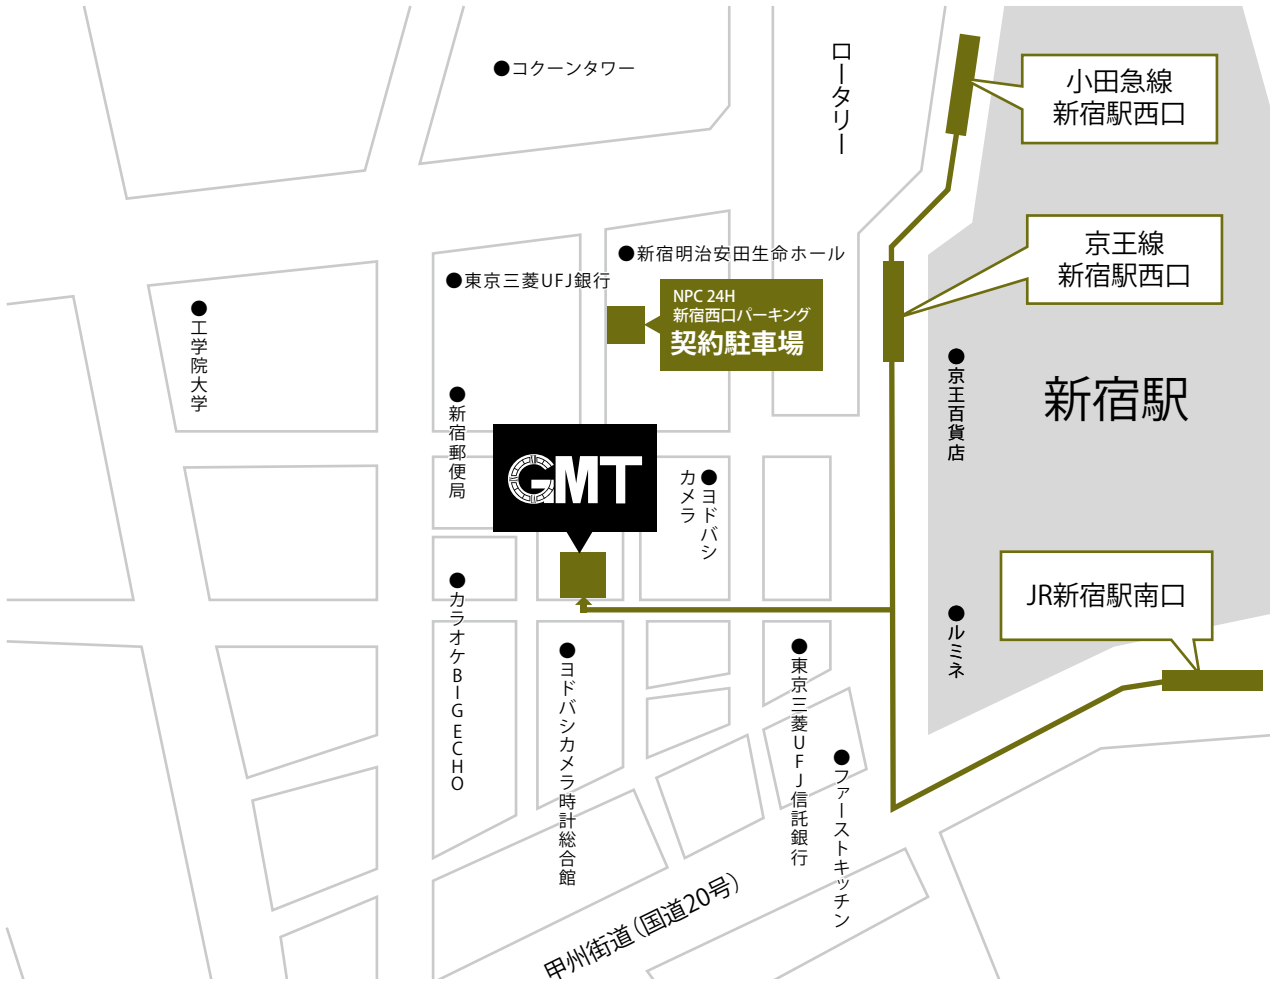 コクーンタワー
ロータリー
小田急線
新宿駅西口
京王線
新宿駅西口
新宿明治安田生命ホール
東京三菱UFJ銀行
NPC 24H
新宿西口パーキング
契約駐車場
工学院大学
京王百貨店
新宿駅
新宿郵便局
GMT
ヨドバシ
カメラ
JR新宿駅南口
カラオケBIG ECHO
ルミネ
ヨドバシカメラ時計総合館
東京三菱UFJ信託銀行
ファーストキッチン
甲州街道(国道20号)